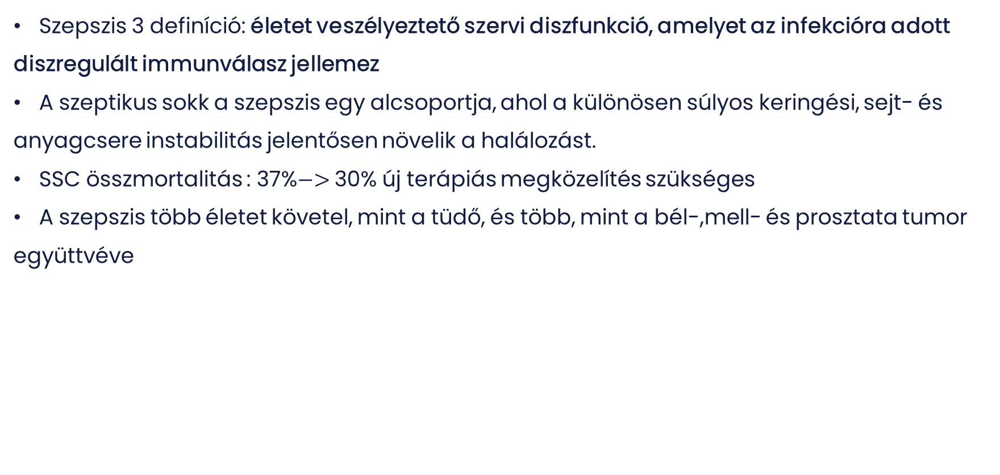 • Szepszis 3 definíció: életet veszélyeztető szervi diszfunkció, amelyet az infekcióra adott
diszregulált immunválasz jellemez
• A szeptikus sokk a szepszis egy alcsoportja, ahol a különösen súlyos keringési, sejt- és
anyagcsere instabilitás jelentősen növelik a halálozást.
• SSC összmortalitás : 37%—> 30% új terápiás megközelítés szükséges
• A szepszis több életet követel, mint a tüdő, és több, mint a bél-,mell- és prosztata tumor
együttvéve